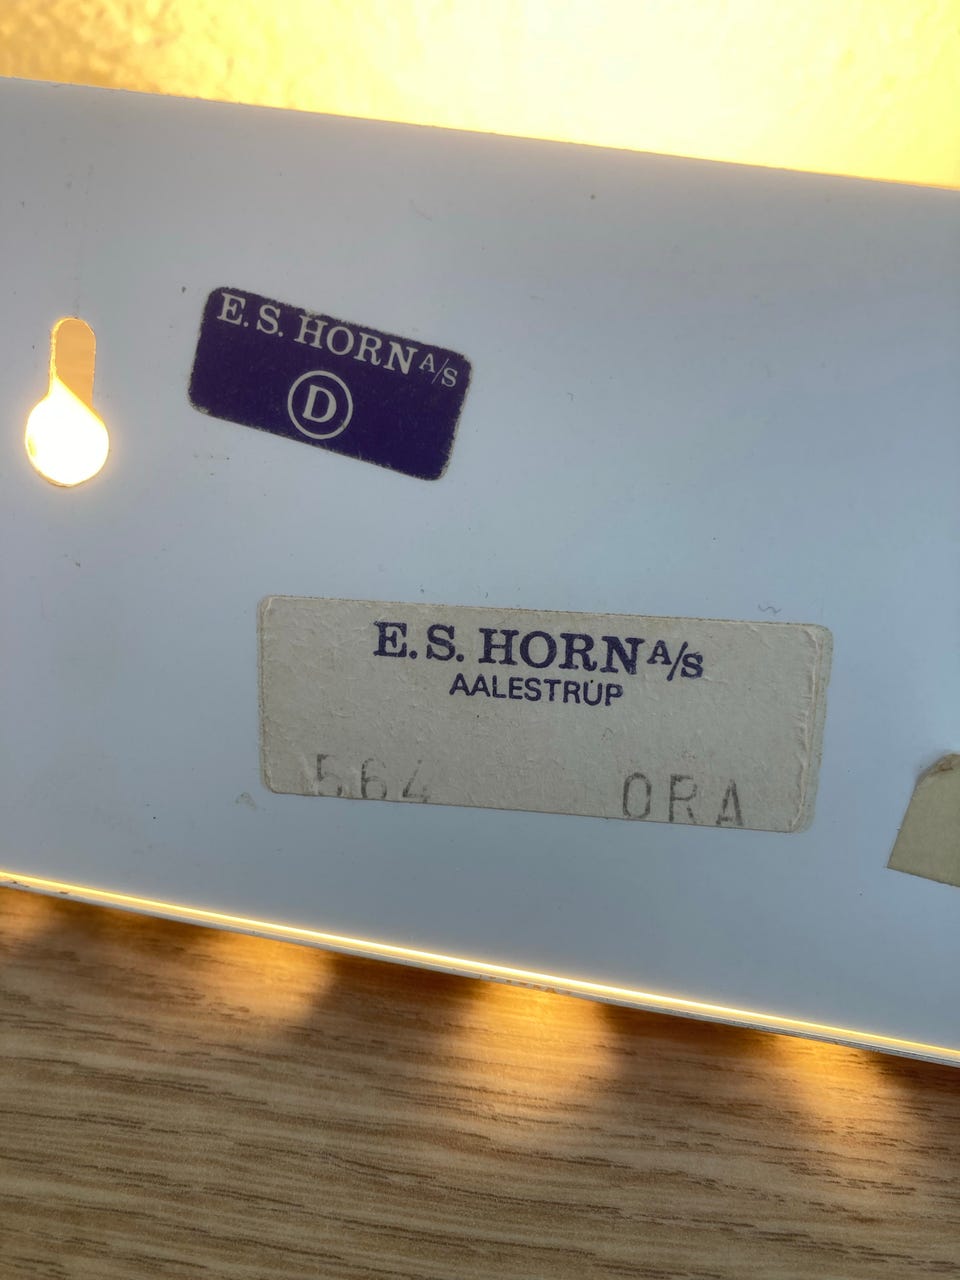 E. S. HORN A/S
D
E. S. HORN A/S
AALESTRUP
564 ORA